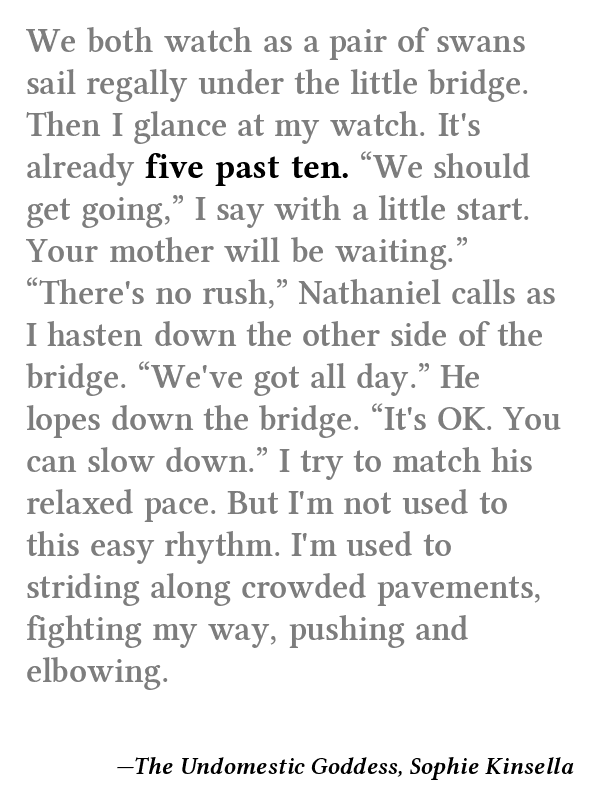 We both watch as a pair of swans
sail regally under the little bridge.
Then I glance at my watch. It's
already five past ten. “We should
get going,” I say with a little start.
Your mother will be waiting.”
“There's no rush,” Nathaniel calls as
I hasten down the other side of the
bridge. “We've got all day.” He
lopes down the bridge. “It's OK. You
can slow down.” I try to match his
relaxed pace. But I'm not used to
this easy rhythm. I'm used to
striding along crowded pavements,
fighting my way, pushing and
elbowing.
—The Undomestic Goddess, Sophie Kinsella